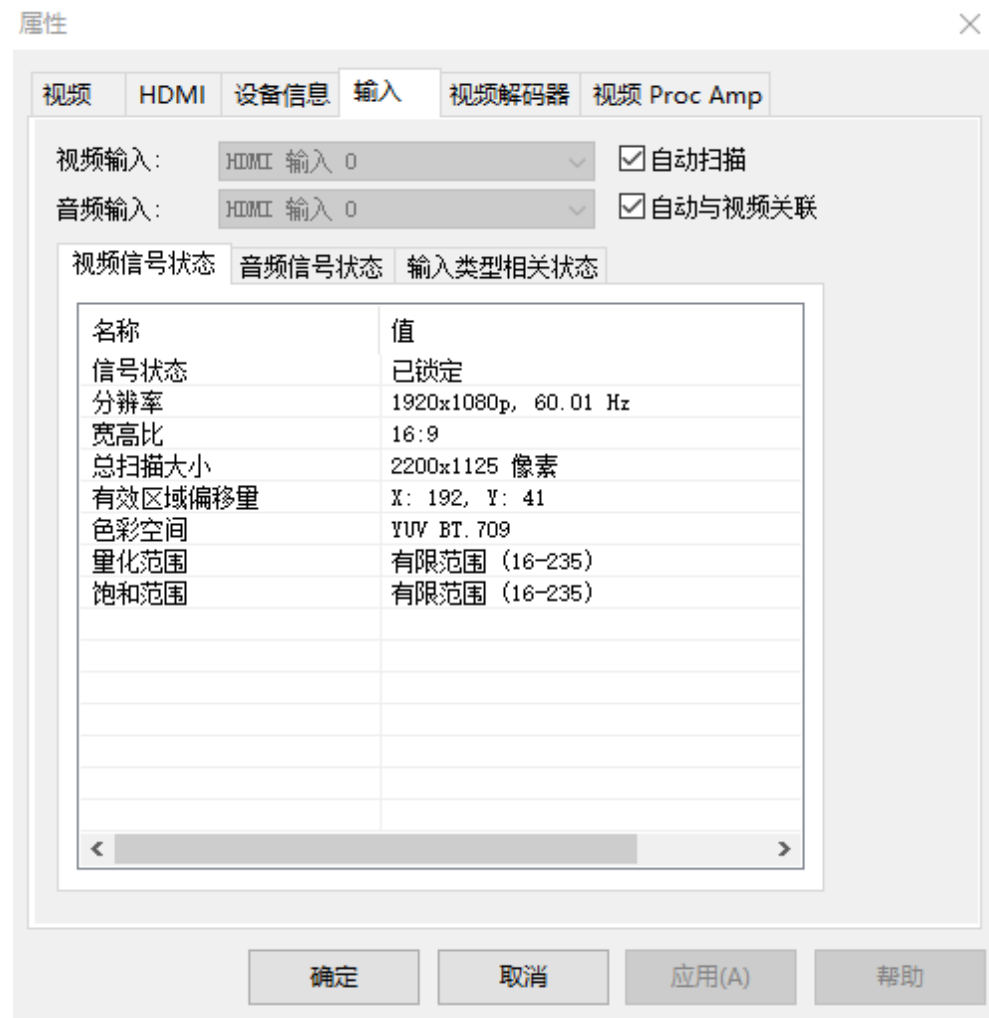 属性
视频 HDMI 设备信息 输入 视频解码器 视频 Proc Amp
视频输入: HDMI 输入 0 自动扫描
音频输入: HDMI 输入 0 自动与视频关联
视频信号状态 音频信号状态 输入类型相关状态
名称 值
信号状态 已锁定
分辨率 1920x1080p, 60.01 Hz
宽高比 16:9
总扫描大小 2200x1125 像素
有效区域偏移量 X: 192, Y: 41
色彩空间 YUV BT.709
量化范围 有限范围 (16-235)
饱和范围 有限范围 (16-235)
确定 取消 应用(A) 帮助